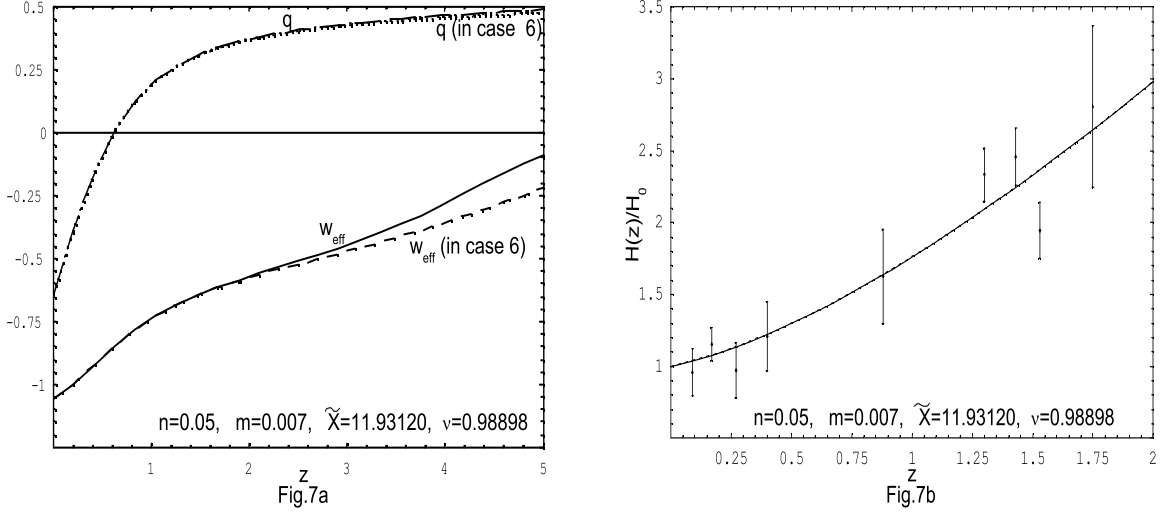 0.5
0.25
0
-0.25
-0.5
-0.75
-1
q
q (in case 6)
w_eff
w_eff (in case 6)
n=0.05, m=0.007, X̃=11.93120, ν=0.98898
1 2 3 4 5
z
Fig.7a
3.5
3
2.5
2
1.5
1
H(z)/H₀
n=0.05, m=0.007, X̃=11.93120, ν=0.98898
0.25 0.5 0.75 1 1.25 1.5 1.75 2
z
Fig.7b